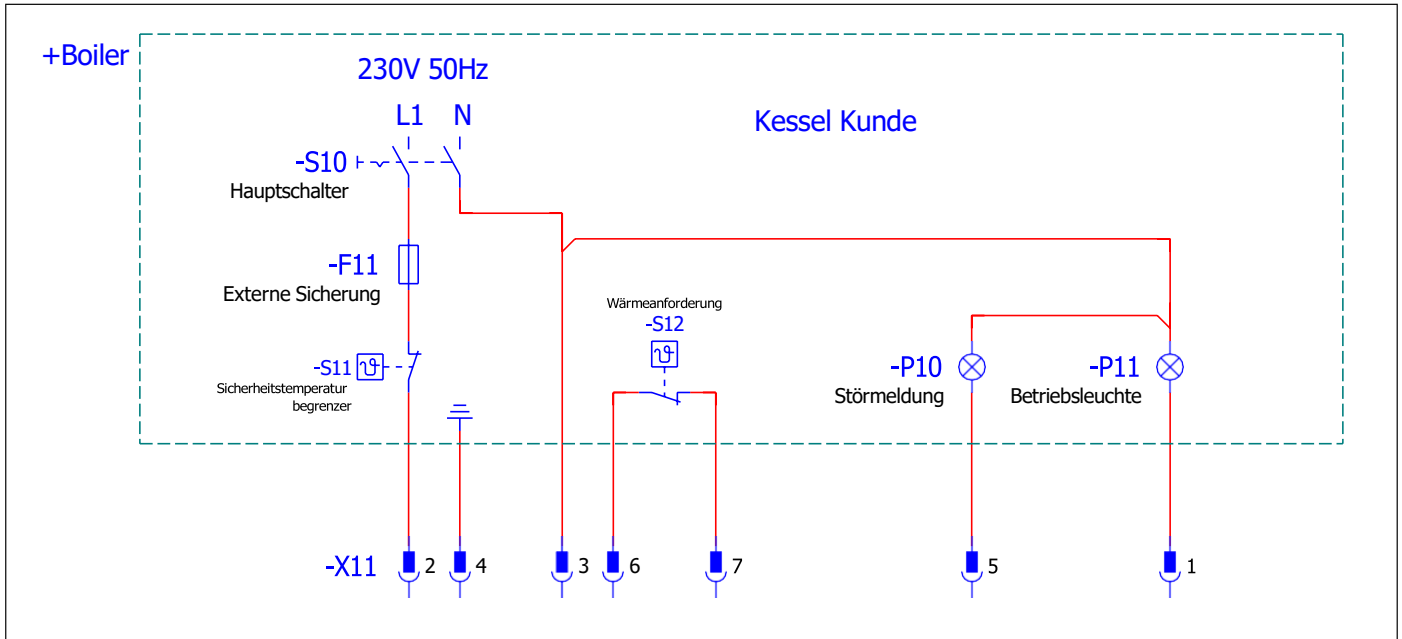 +Boiler
230V 50Hz
L1 N
Kessel Kunde
-S10
Hauptschalter
-F11
Externe Sicherung
Wärmeanforderung
-S12
-S11
Sicherheitstemperatur
begrenzer
-P10
Störmeldung
-P11
Betriebsleuchte
-X11 2 4 3 6 7 5 1